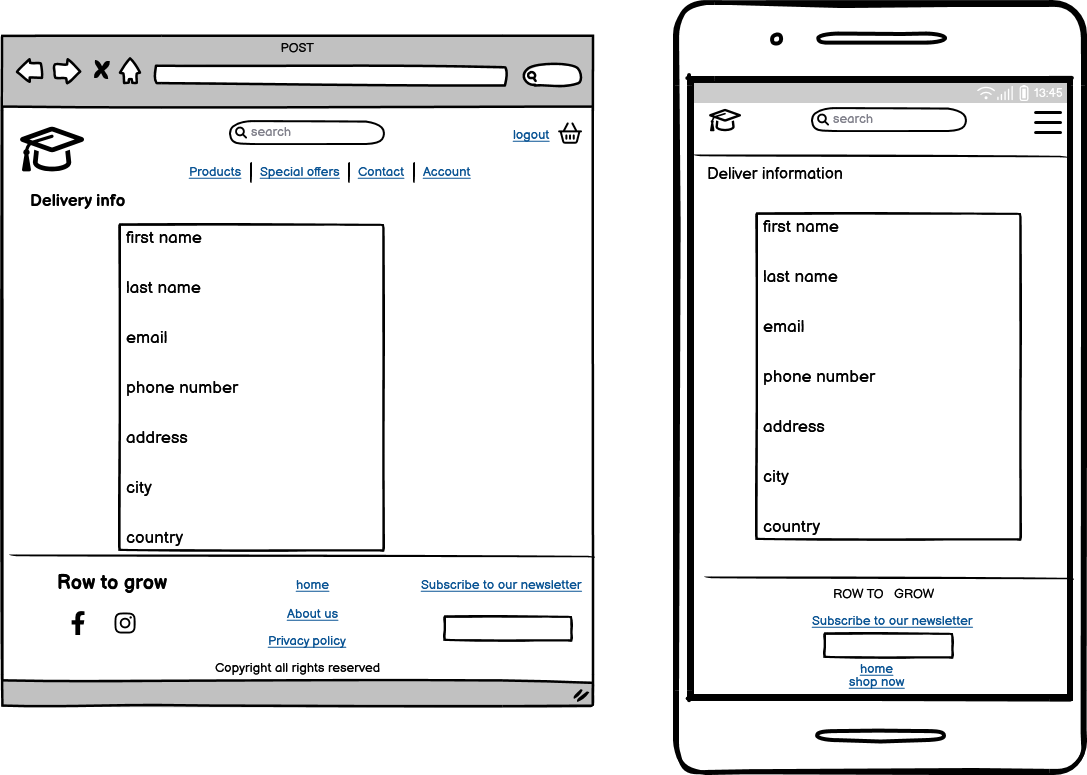 POST
search
logout
Products
Special offers
Contact
Account
Delivery info
first name
last name
email
phone number
address
city
country
Row to grow
home
About us
Privacy policy
Subscribe to our newsletter
Copyright all rights reserved
13:45
search
Deliver information
first name
last name
email
phone number
address
city
country
ROW TO GROW
Subscribe to our newsletter
home
shop now